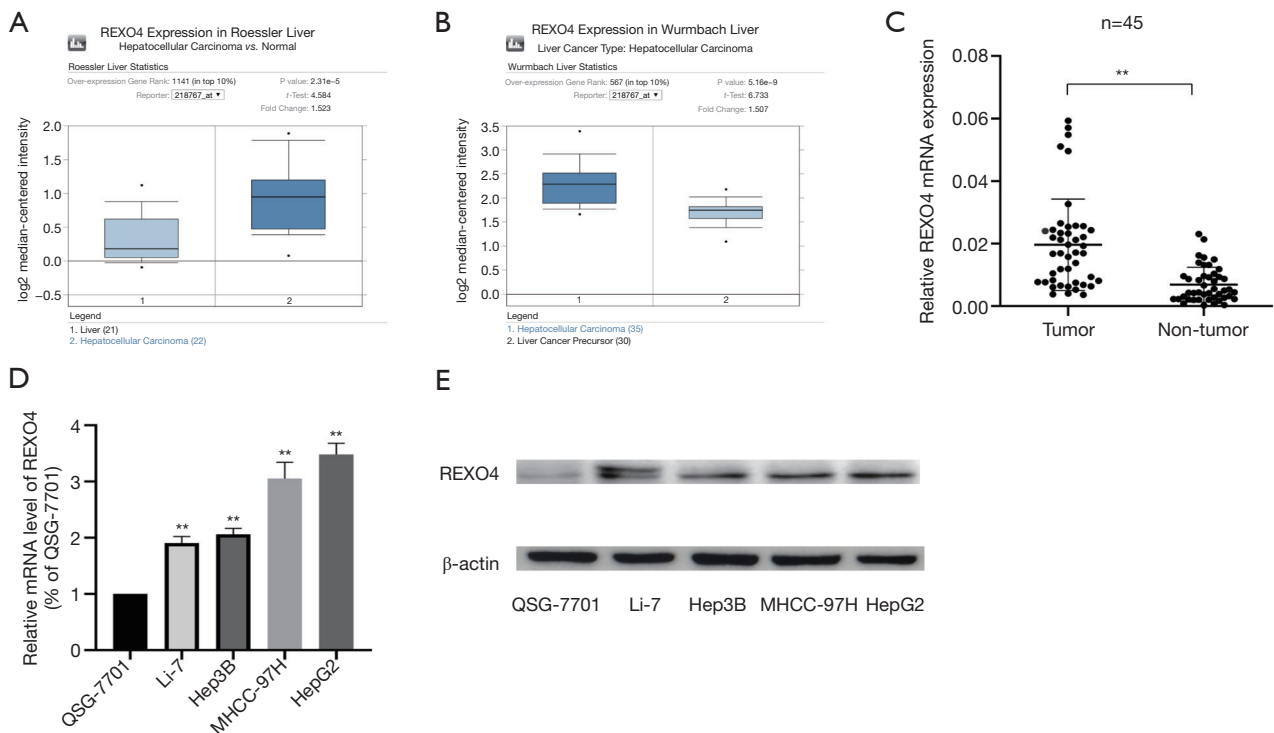 A
REXO4 Expression in Roessler Liver
Hepatocellular Carcinoma vs. Normal
Roessler Liver Statistics
Over-expression Gene Rank: 1141 (in top 10%)
P value: 2.31e–5
Reporter: 218767_at ▼
t-Test: 4.584
Fold Change: 1.523
log2 median-centered intensity
2.0
1.5
1.0
0.5
0.0
−0.5
1
2
Legend
1. Liver (21)
2. Hepatocellular Carcinoma (22)
B
REXO4 Expression in Wurmbach Liver
Liver Cancer Type: Hepatocellular Carcinoma
Wurmbach Liver Statistics
Over-expression Gene Rank: 567 (in top 10%)
P value: 5.16e–9
Reporter: 218767_at ▼
t-Test: 6.733
Fold Change: 1.507
log2 median-centered intensity
3.5
3.0
2.5
2.0
1.5
1.0
0.5
0.0
1
2
Legend
1. Hepatocellular Carcinoma (35)
2. Liver Cancer Precursor (30)
C
n=45
**
Relative REXO4 mRNA expression
0.08
0.06
0.04
0.02
0.00
Tumor
Non-tumor
D
Relative mRNA level of REXO4
(% of QSG-7701)
4
3
2
1
0
**
**
**
**
QSG-7701
Li-7
Hep3B
MHCC-97H
HepG2
E
REXO4
β-actin
QSG-7701
Li-7
Hep3B
MHCC-97H
HepG2